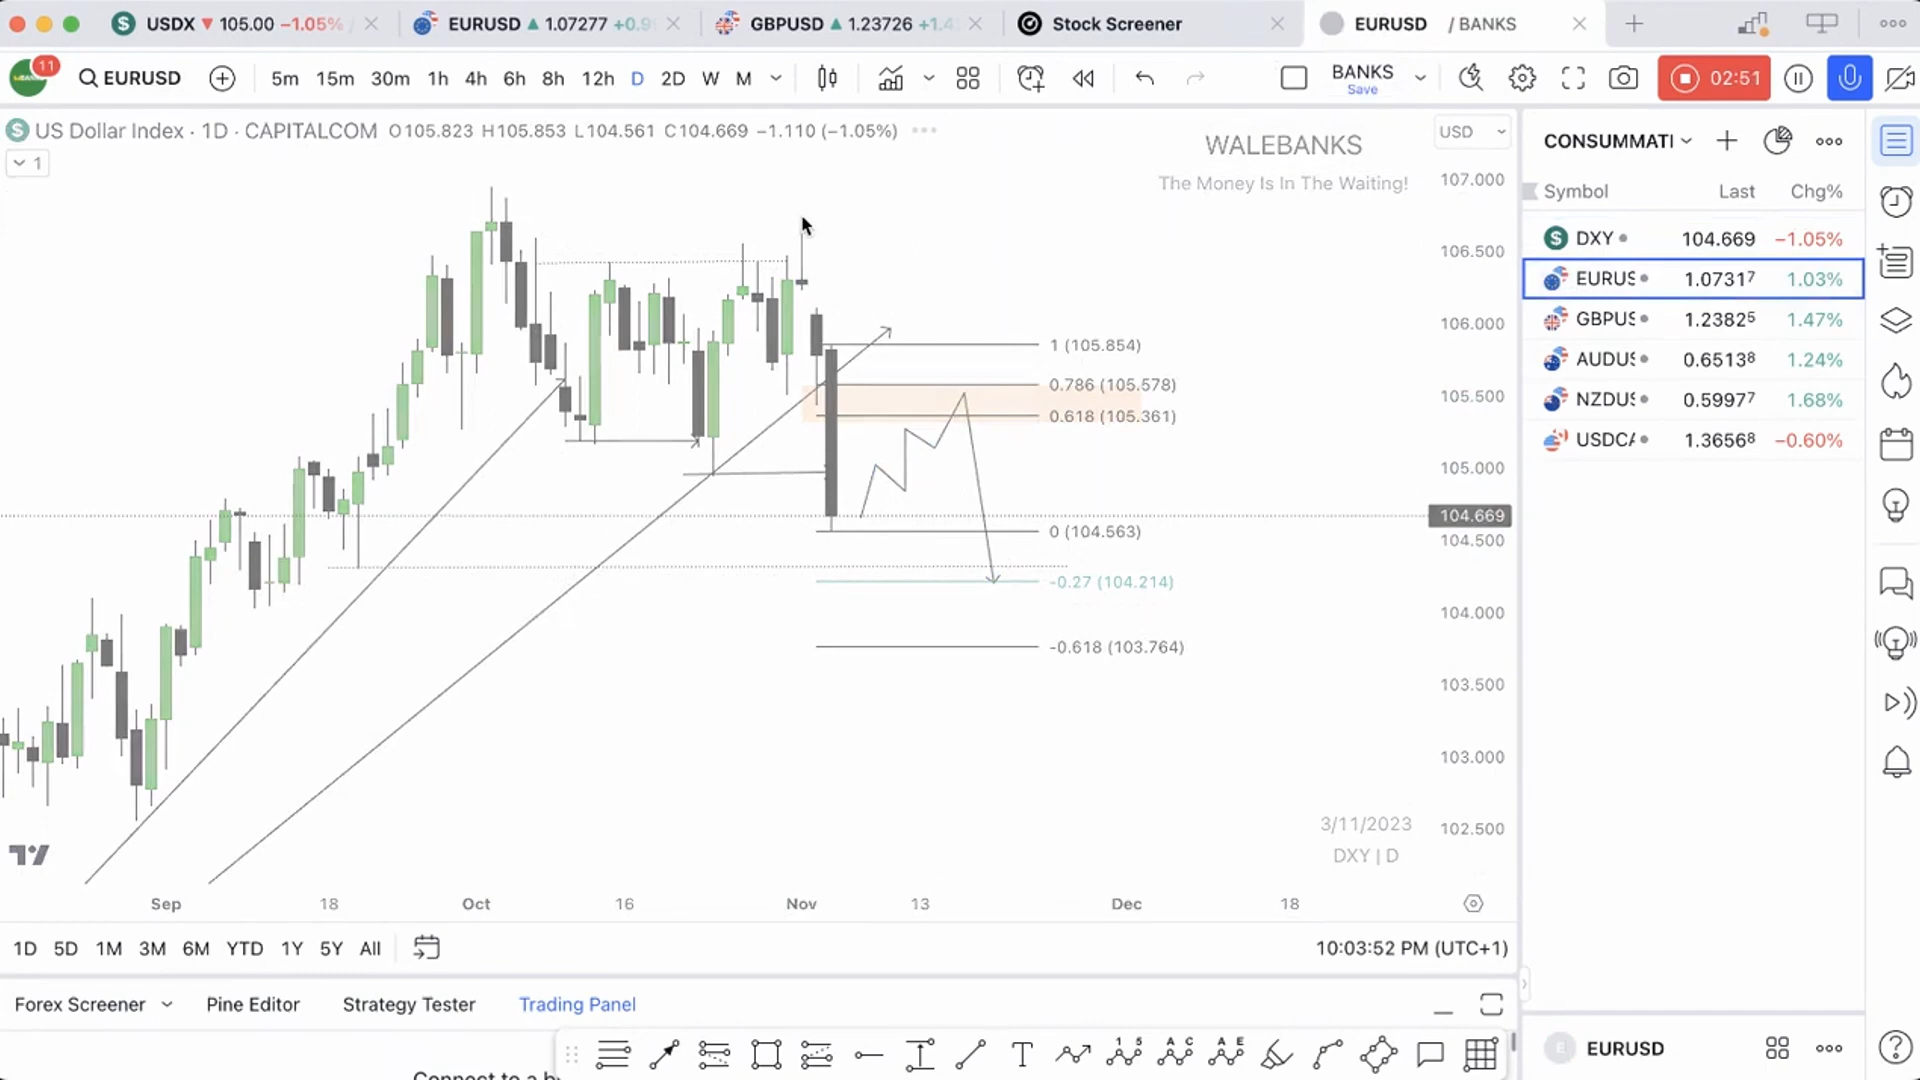 USDX ▼ 105.00 −1.05%
EURUSD ▲ 1.07277
GBPUSD ▲ 1.23726
Stock Screener
EURUSD / BANKS
11
EURUSD
5m 15m 30m 1h 4h 6h 8h 12h D 2D W M
BANKS
Save
02:51
US Dollar Index · 1D · CAPITALCOM O105.823 H105.853 L104.561 C104.669 −1.110 (−1.05%)
1
WALEBANKS
The Money Is In The Waiting!
USD
107.000
106.500
106.000
105.500
105.000
104.669
104.500
104.000
103.500
103.000
102.500
1 (105.854)
0.786 (105.578)
0.618 (105.361)
0 (104.563)
-0.27 (104.214)
-0.618 (103.764)
3/11/2023
DXY | D
Sep 18 Oct 16 Nov 13 Dec 18
1D 5D 1M 3M 6M YTD 1Y 5Y All
10:03:52 PM (UTC+1)
Forex Screener Pine Editor Strategy Tester Trading Panel
CONSUMMATI
Symbol Last Chg%
DXY 104.669 −1.05%
EURUS 1.07317 1.03%
GBPUS 1.23825 1.47%
AUDUS 0.65138 1.24%
NZDUS 0.59977 1.68%
USDCA 1.36568 −0.60%
E EURUSD